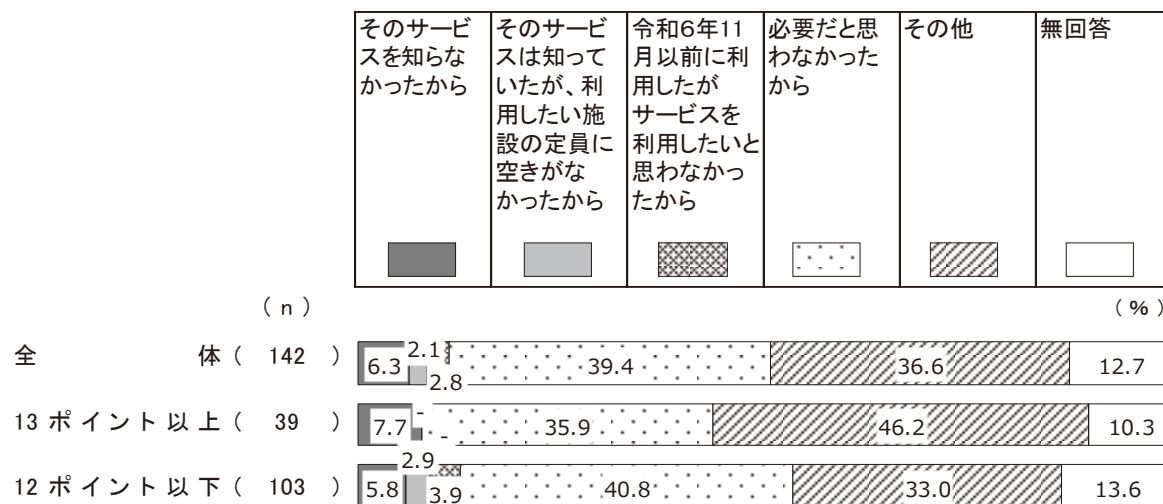 そのサービ
スを知らな
かったから
そのサービ
スは知って
いたが、利
用したい施
設の定員に
空きがな
かったから
令和6年11
月以前に利
用したが
サービスを
利用したいと
思わなかっ
たから
必要だと思
わなかった
から
その他
無回答
(n) (%)
全体(142) 6.3 2.8 2.1 39.4 36.6 12.7
13ポイント以上(39) 7.7 - - 35.9 46.2 10.3
12ポイント以下(103) 5.8 3.9 2.9 40.8 33.0 13.6